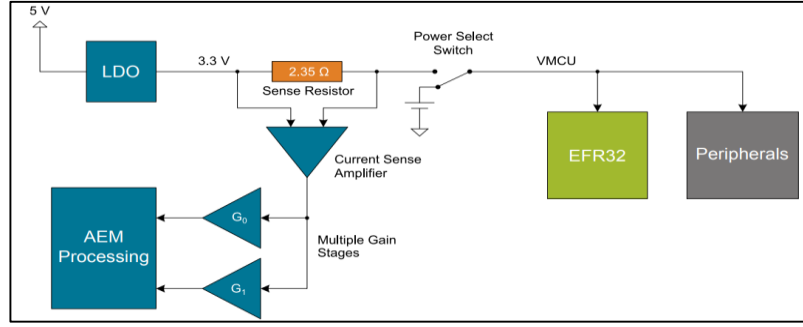 5 V
LDO
3.3 V
2.35 Ω
Sense Resistor
Power Select
Switch
VMCU
EFR32
Peripherals
Current Sense
Amplifier
AEM
Processing
G0
G1
Multiple Gain
Stages